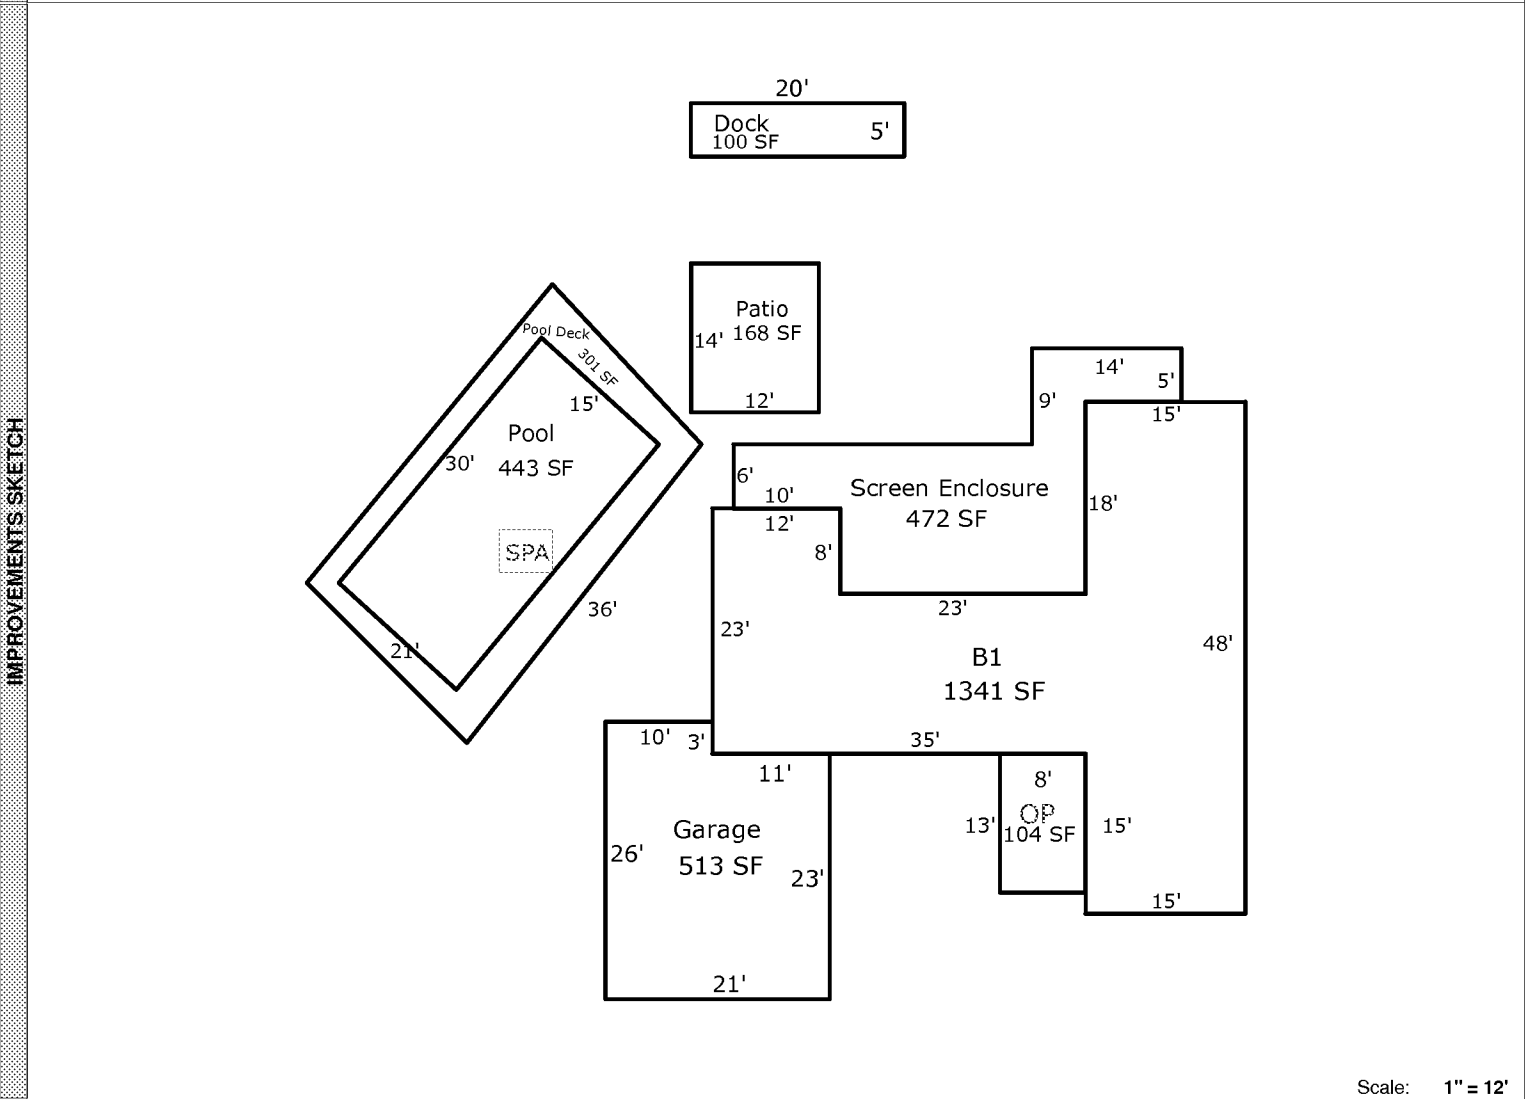 IMPROVEMENTS SKETCH
20'
Dock
5'
100 SF
Patio
14'
168 SF
12'
Pool Deck
301 SF
15'
Pool
30'
443 SF
SPA
36'
21'
14'
5'
9'
15'
6'
10'
Screen Enclosure
472 SF
18'
12'
8'
23'
23'
48'
B1
1341 SF
10'
3'
35'
11'
8'
OP
13'
104 SF
15'
Garage
26'
513 SF
23'
15'
21'
Scale:
1" = 12'